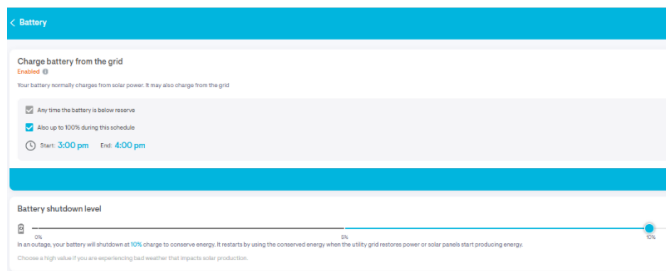 < Battery
Charge battery from the grid
Enabled
Your battery normally charges from solar power. It may also charge from the grid
Any time the battery is below reserve
Also up to 100% during this schedule
Start: 3:00 pm End: 4:00 pm
Battery shutdown level
0% 5% 10%
In an outage, your battery will shutdown at 10% charge to conserve energy. It restarts by using the conserved energy when the utility grid restores power or solar panels start producing energy.
Choose a high value if you are experiencing bad weather that impacts solar production.